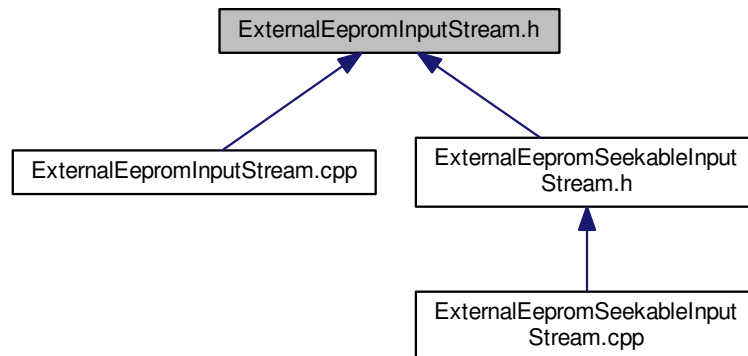 ExternalEepromInputStream.h
ExternalEepromInputStream.cpp
ExternalEepromSeekableInput
Stream.h
ExternalEepromSeekableInput
Stream.cpp